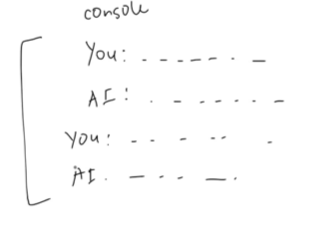 console
You: . - - - - - . -
AI: . - - - - - -
You: - - - - - -
AI. - - - - .